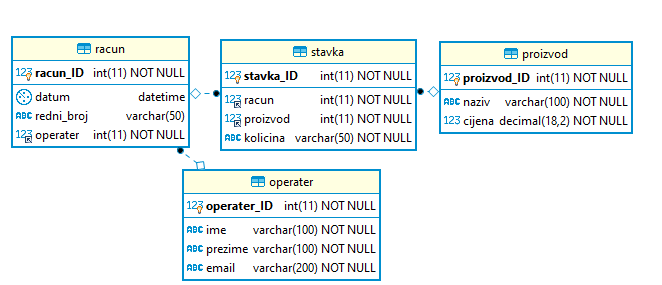 racun
123 racun_ID int(11) NOT NULL
datum datetime
ABC redni_broj varchar(50)
123 operater int(11) NOT NULL
stavka
123 stavka_ID int(11) NOT NULL
123 racun int(11) NOT NULL
123 proizvod int(11) NOT NULL
ABC kolicina varchar(50) NOT NULL
proizvod
123 proizvod_ID int(11) NOT NULL
ABC naziv varchar(100) NOT NULL
123 cijena decimal(18,2) NOT NULL
operater
123 operater_ID int(11) NOT NULL
ABC ime varchar(100) NOT NULL
ABC prezime varchar(100) NOT NULL
ABC email varchar(200) NOT NULL